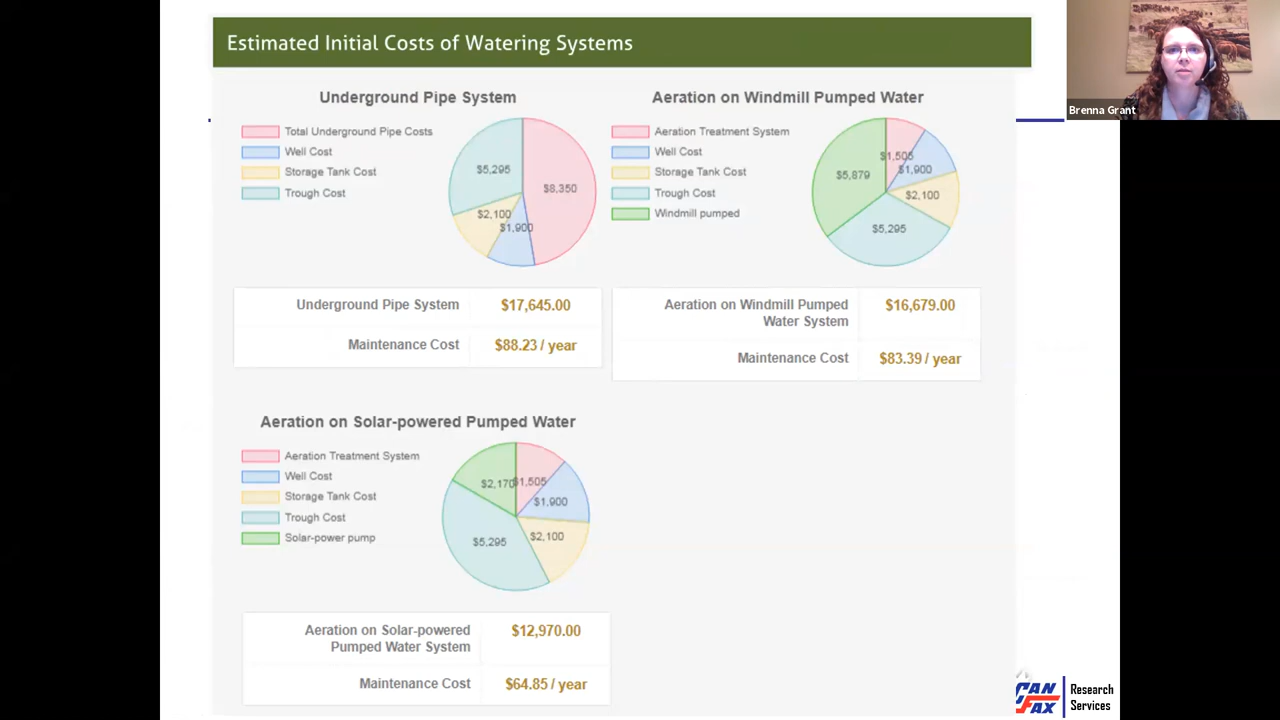 Estimated Initial Costs of Watering Systems
Brenna Grant
Underground Pipe System
Total Underground Pipe Costs
Well Cost
Storage Tank Cost
Trough Cost
$5,295
$8,350
$2,100
$1,900
Underground Pipe System $17,645.00
Maintenance Cost $88.23 / year
Aeration on Windmill Pumped Water
Aeration Treatment System
Well Cost
Storage Tank Cost
Trough Cost
Windmill pumped
$1,505
$1,900
$5,879
$2,100
$5,295
Aeration on Windmill Pumped
Water System
$16,679.00
Maintenance Cost $83.39 / year
Aeration on Solar-powered Pumped Water
Aeration Treatment System
Well Cost
Storage Tank Cost
Trough Cost
Solar-power pump
$2,170
$1,505
$1,900
$2,100
$5,295
Aeration on Solar-powered
Pumped Water System
$12,970.00
Maintenance Cost $64.85 / year
CAN
FAX
Research
Services